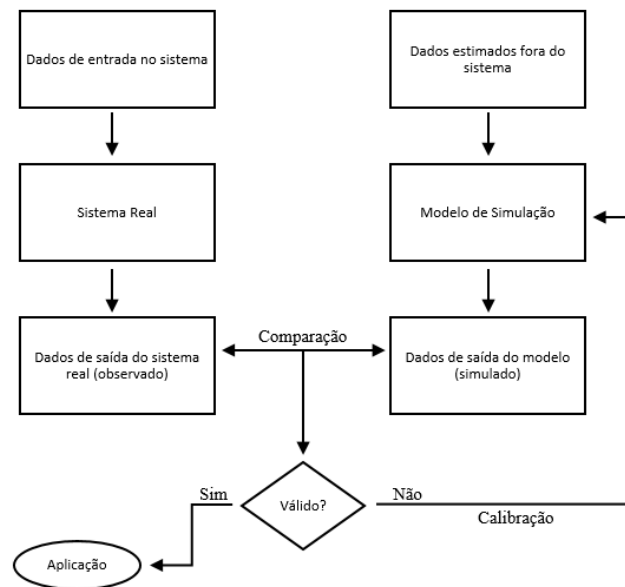 Dados de entrada no sistema
Dados estimados fora do
sistema
Sistema Real
Modelo de Simulação
Comparação
Dados de saída do sistema
real (observado)
Dados de saída do modelo
(simulado)
Sim
Válido?
Não
Calibração
Aplicação